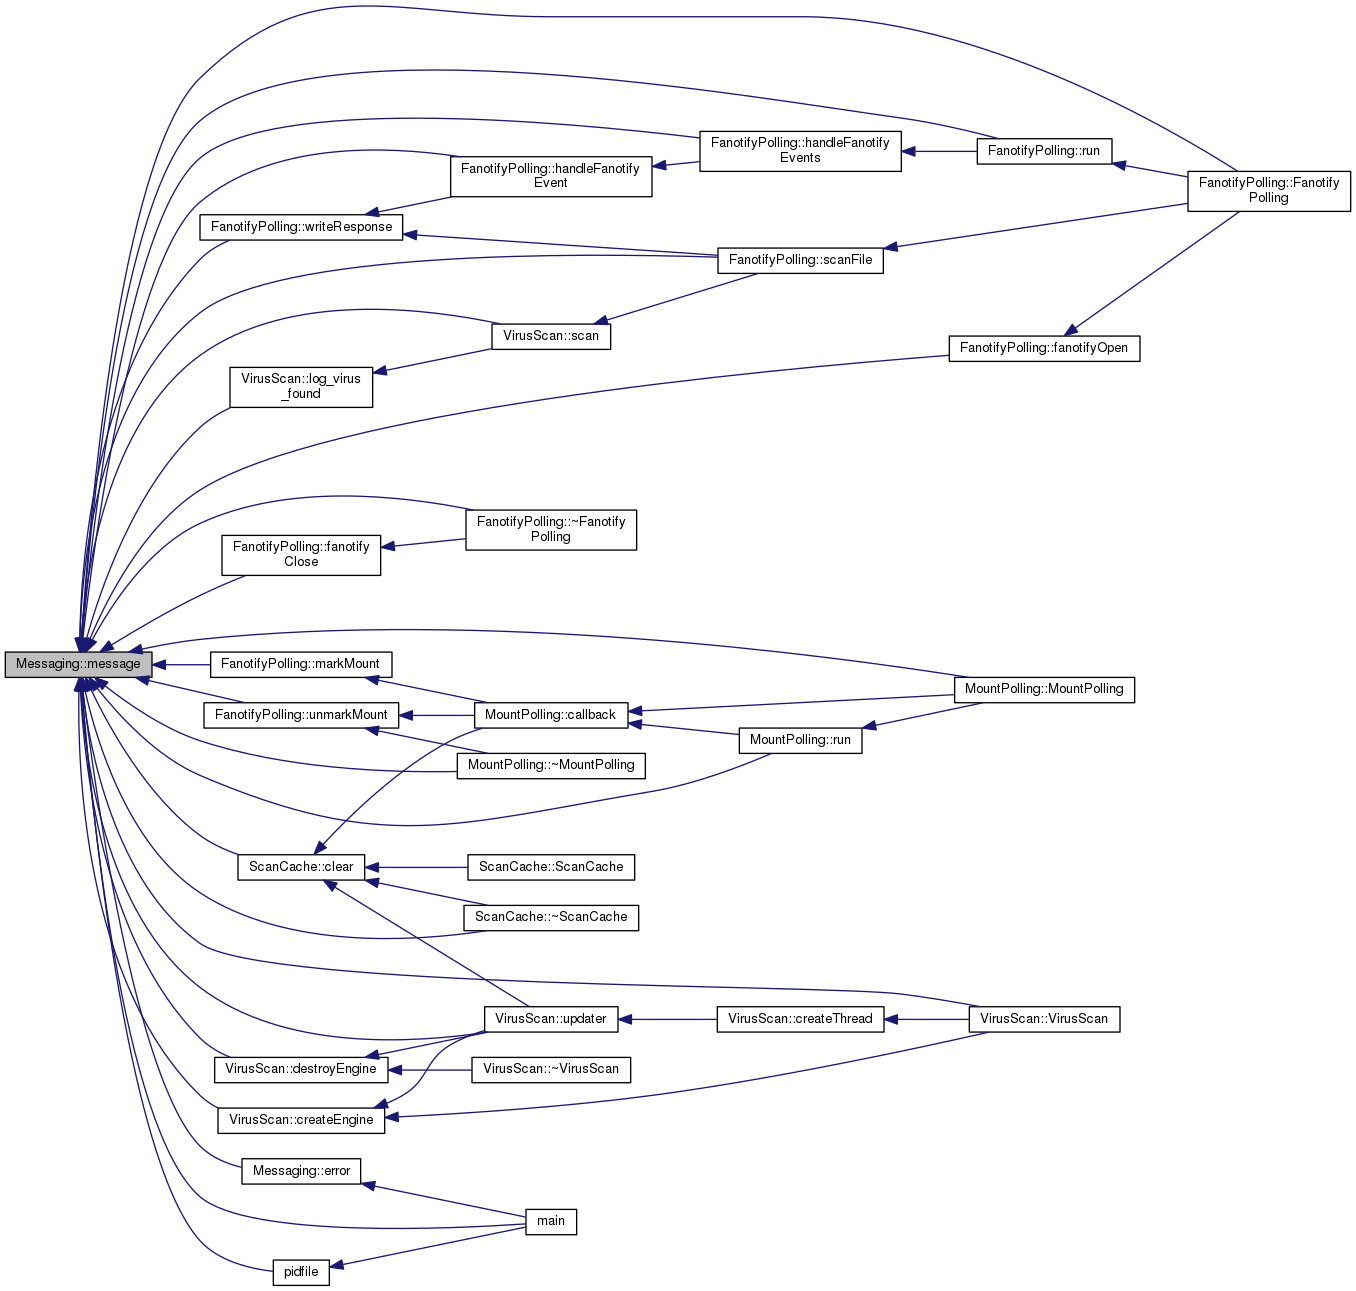 FanotifyPolling::run
FanotifyPolling::handleFanotify
Events
FanotifyPolling::handleFanotify
Event
FanotifyPolling::Fanotify
Polling
FanotifyPolling::writeResponse
FanotifyPolling::scanFile
VirusScan::scan
FanotifyPolling::fanotifyOpen
VirusScan::log_virus
_found
FanotifyPolling::~Fanotify
Polling
FanotifyPolling::fanotify
Close
Messaging::message
FanotifyPolling::markMount
MountPolling::MountPolling
FanotifyPolling::unmarkMount
MountPolling::callback
MountPolling::run
MountPolling::~MountPolling
ScanCache::clear
ScanCache::ScanCache
ScanCache::~ScanCache
VirusScan::updater
VirusScan::createThread
VirusScan::VirusScan
VirusScan::destroyEngine
VirusScan::~VirusScan
VirusScan::createEngine
Messaging::error
main
pidfile